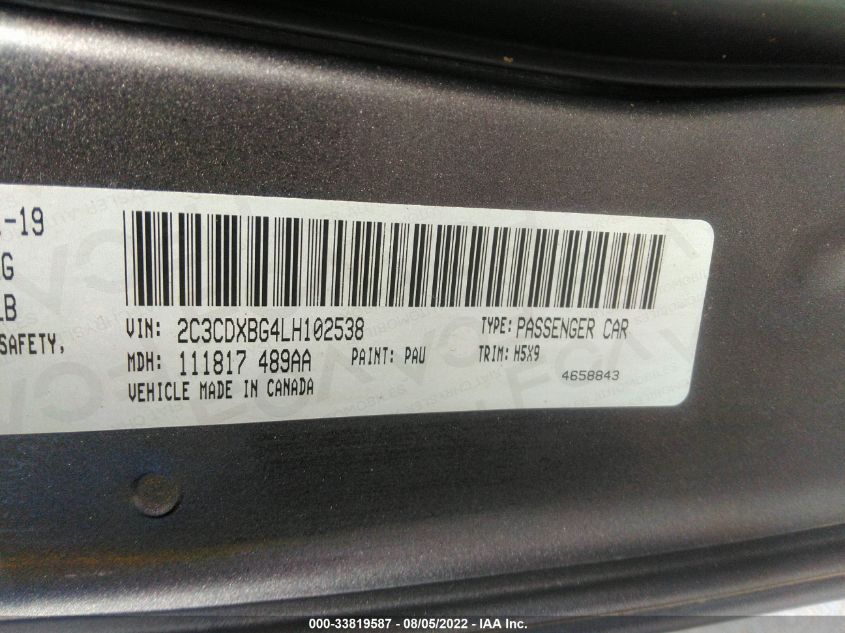 -19
G
LB
SAFETY,
VIN: 2C3CDXBG4LH102538 TYPE: PASSENGER CAR
MDH: 111817 489AA PAINT: PAU TRIM: H5X9
VEHICLE MADE IN CANADA 4658843
000-33819587 - 08/05/2022 - IAA Inc.